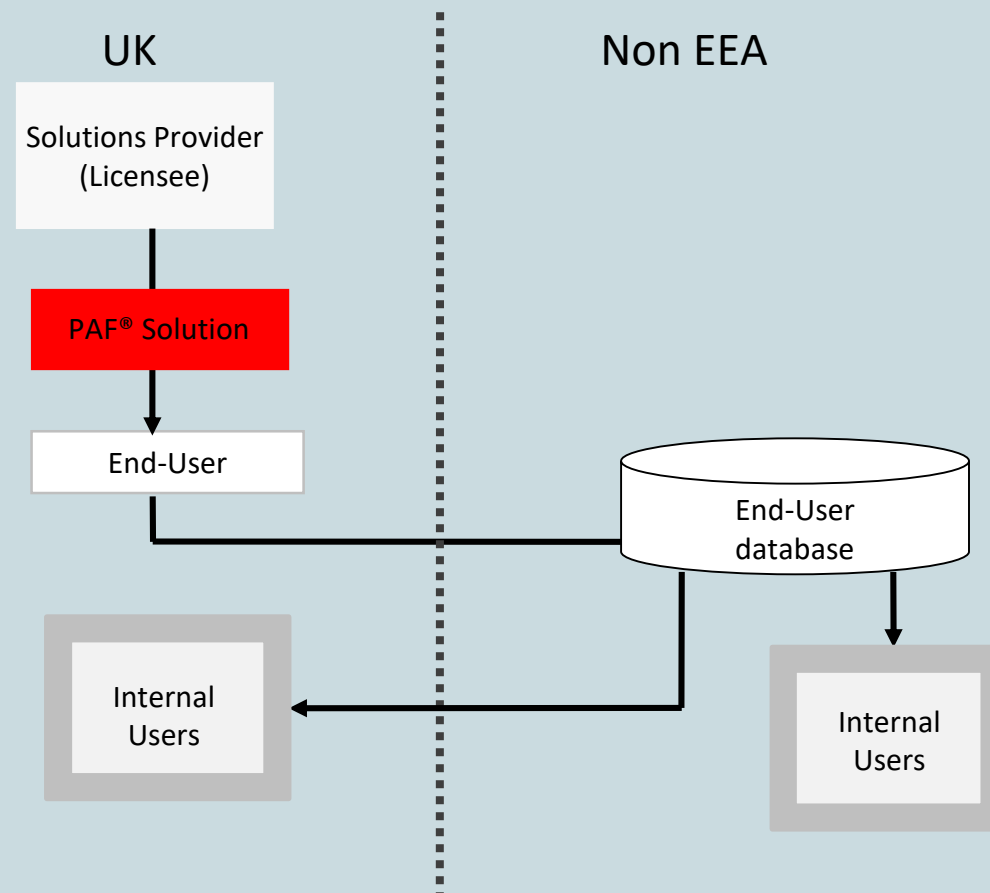 UK
Non EEA
Solutions Provider
(Licensee)
PAF® Solution
End-User
End-User
database
Internal
Users
Internal
Users